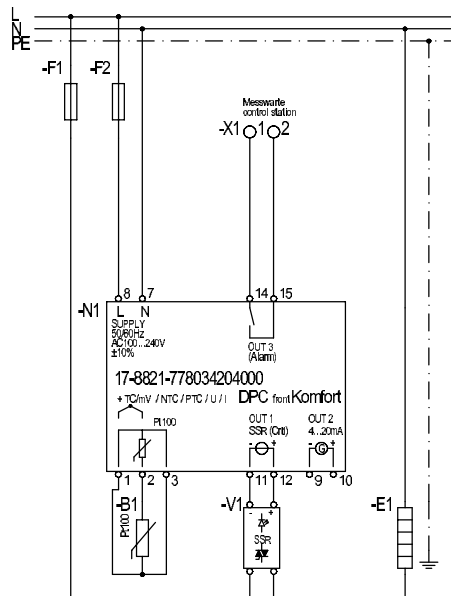 L
N
PE
-F1
-F2
Messwarte
control station
-X1 1 2
8 7 14 15
-N1
L N
SUPPLY
50/60Hz
AC100...240V
±10%
OUT 3
(Alarm)
17-8821-778034204000
+ TC/mV / NTC / PTC / U / I
DPC front Komfort
Pt100
OUT 1
SSR (Crtl)
- +
OUT 2
4...20mA
- G +
1 2 3 11 12 9 10
-B1
Pt100
-V1
- +
SSR
-E1